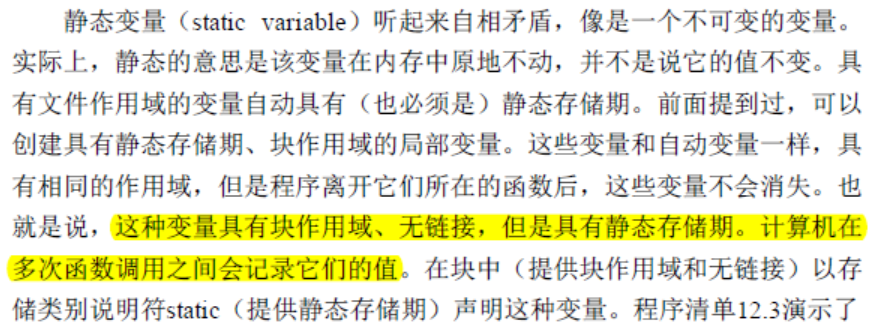 静态变量（static variable）听起来自相矛盾，像是一个不可变的变量。
实际上，静态的意思是该变量在内存中原地不动，并不是说它的值不变。具
有文件作用域的变量自动具有（也必须是）静态存储期。前面提到过，可以
创建具有静态存储期、块作用域的局部变量。这些变量和自动变量一样，具
有相同的作用域，但是程序离开它们所在的函数后，这些变量不会消失。也
就是说，这种变量具有块作用域、无链接，但是具有静态存储期。计算机在
多次函数调用之间会记录它们的值。在块中（提供块作用域和无链接）以存
储类别说明符static（提供静态存储期）声明这种变量。程序清单12.3演示了